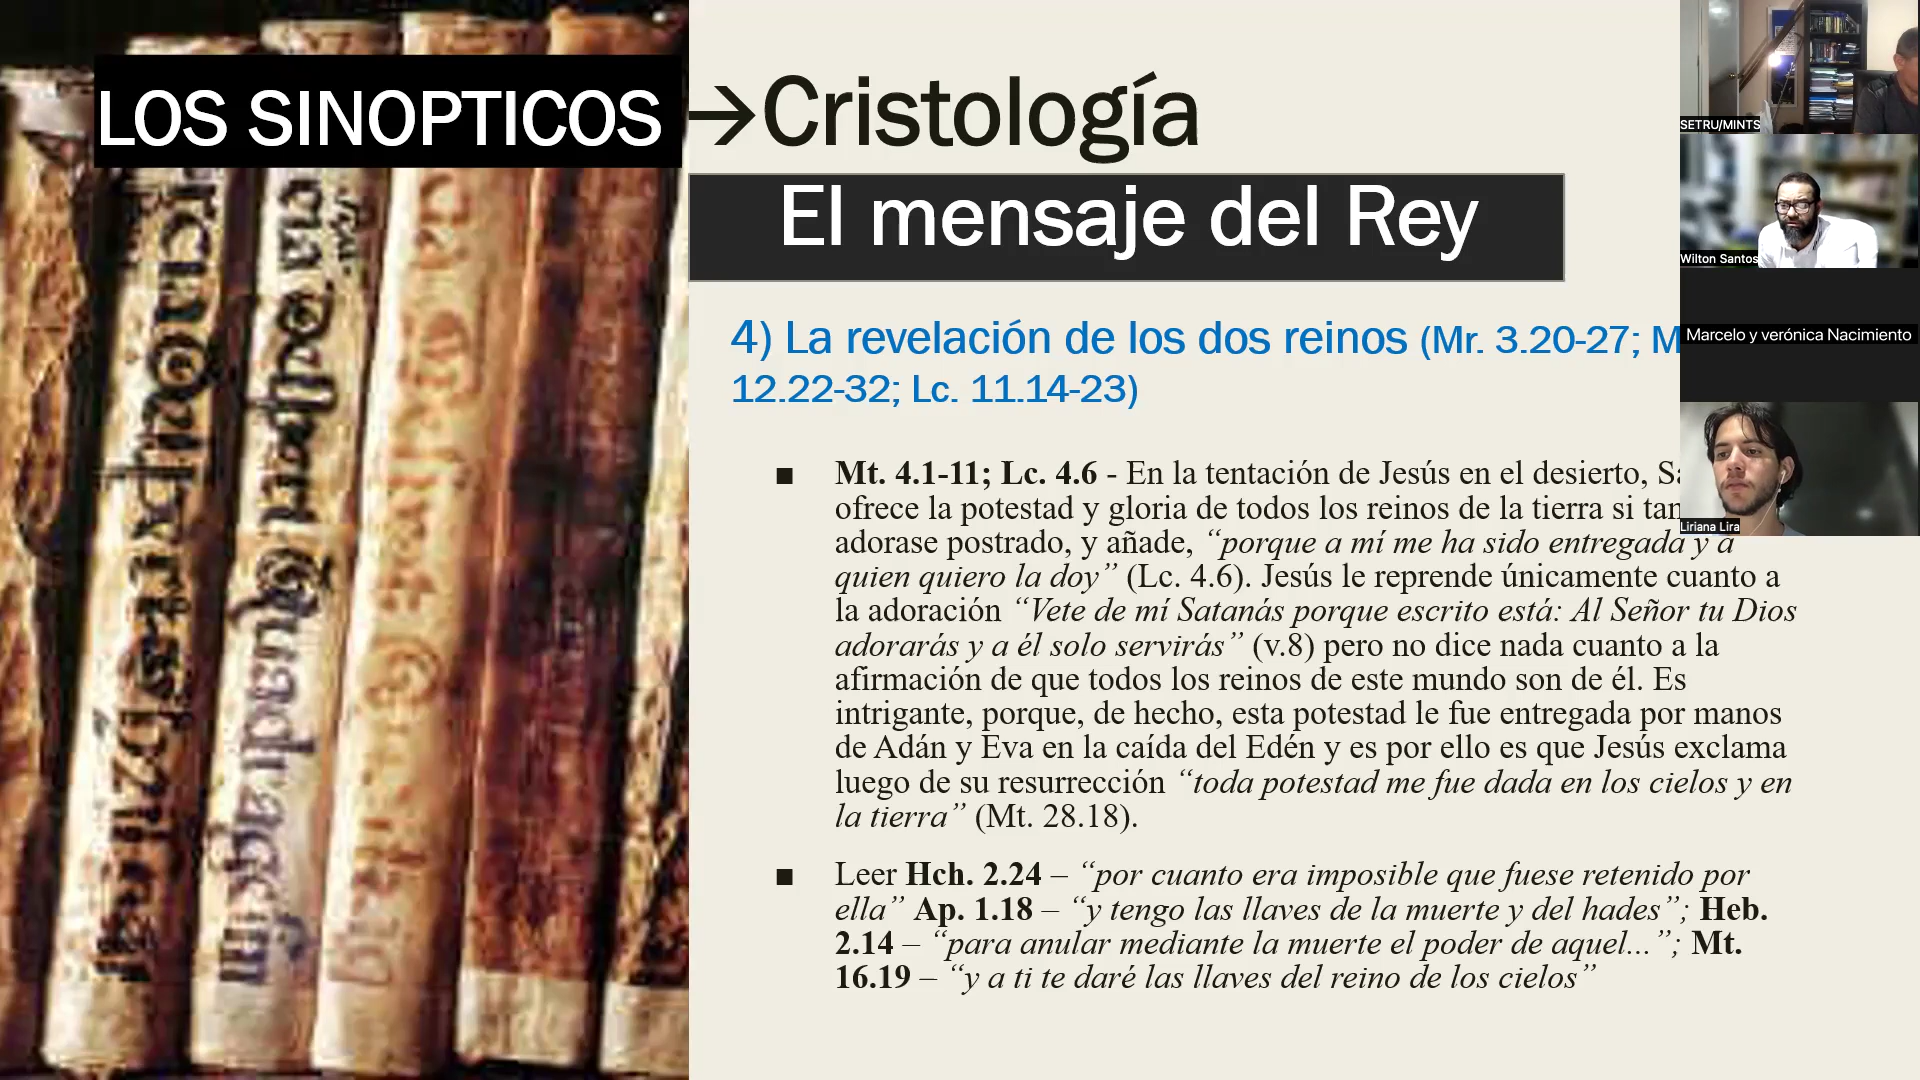 LOS SINOPTICOS →Cristología
El mensaje del Rey
4) La revelación de los dos reinos (Mr. 3.20-27; M
12.22-32; Lc. 11.14-23)
■ Mt. 4.1-11; Lc. 4.6 - En la tentación de Jesús en el desierto,
ofrece la potestad y gloria de todos los reinos de la tierra si
adorase postrado, y añade, “porque a mí me ha sido entregada y a
quien quiero la doy” (Lc. 4.6). Jesús le reprende únicamente cuanto a
la adoración “Vete de mí Satanás porque escrito está: Al Señor tu Dios
adorarás y a él solo servirás” (v.8) pero no dice nada cuanto a la
afirmación de que todos los reinos de este mundo son de él. Es
intrigante, porque, de hecho, esta potestad le fue entregada por manos
de Adán y Eva en la caída del Edén y es por ello es que Jesús exclama
luego de su resurrección “toda potestad me fue dada en los cielos y en
la tierra” (Mt. 28.18).
■ Leer Hch. 2.24 – “por cuanto era imposible que fuese retenido por
ella” Ap. 1.18 – “y tengo las llaves de la muerte y del hades”; Heb.
2.14 – “para anular mediante la muerte el poder de aquel...”; Mt.
16.19 – “y a ti te daré las llaves del reino de los cielos”
SETRU/MINTS
Wilton Santos
Marcelo y verónica Nacimiento
Liriana Lira